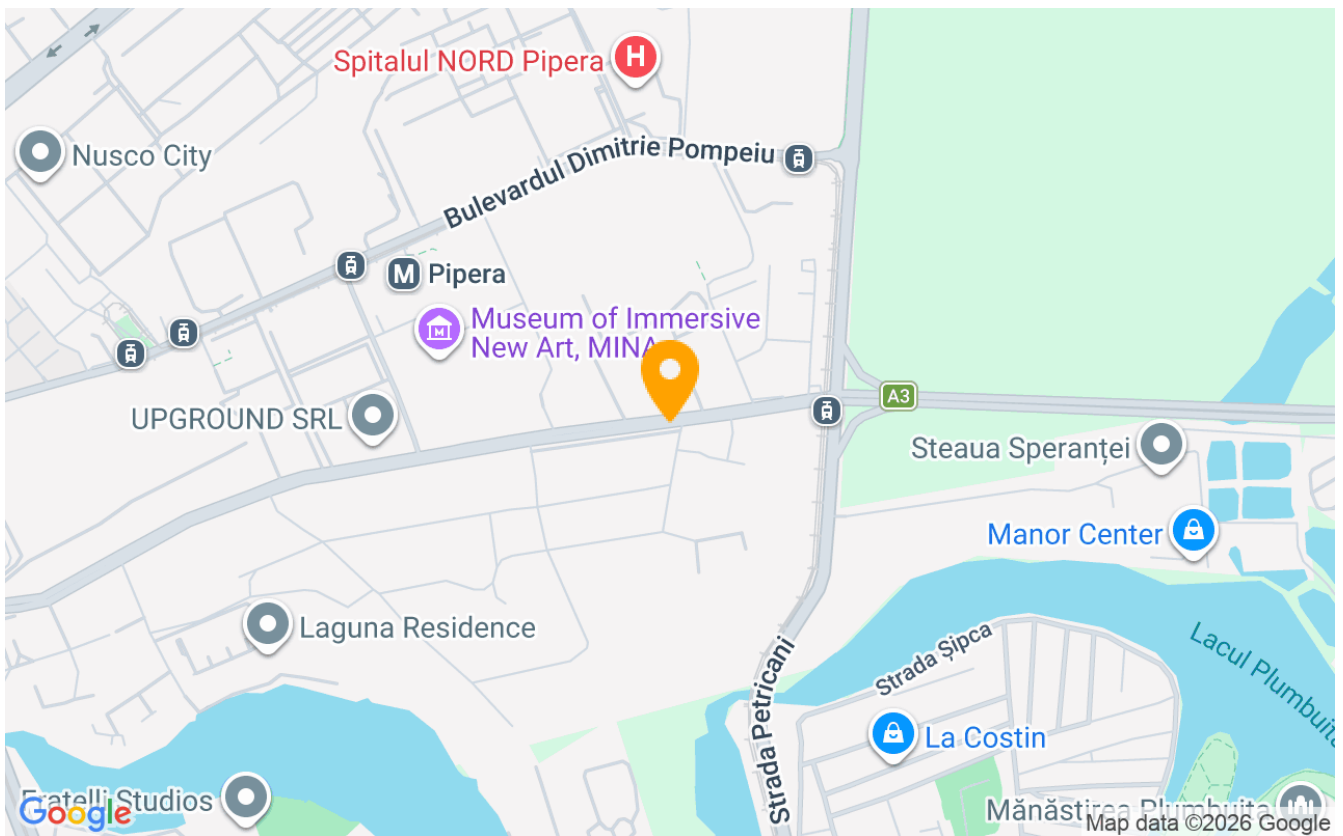 Spitalul NORD Pipera
H
Nusco City
Bulevardul Dimitrie Pompeiu
M
Pipera
Museum of Immersive
New Art, MINA
M
A3
UPGROUND SRL
Steaua Speranței
Manor Center
Laguna Residence
Strada Șipca
Lacul Plumbuita
Strada Petricani
La Costin
Fratelli Studios
Mănăstirea Plumbuita
Google
Map data ©2026 Google